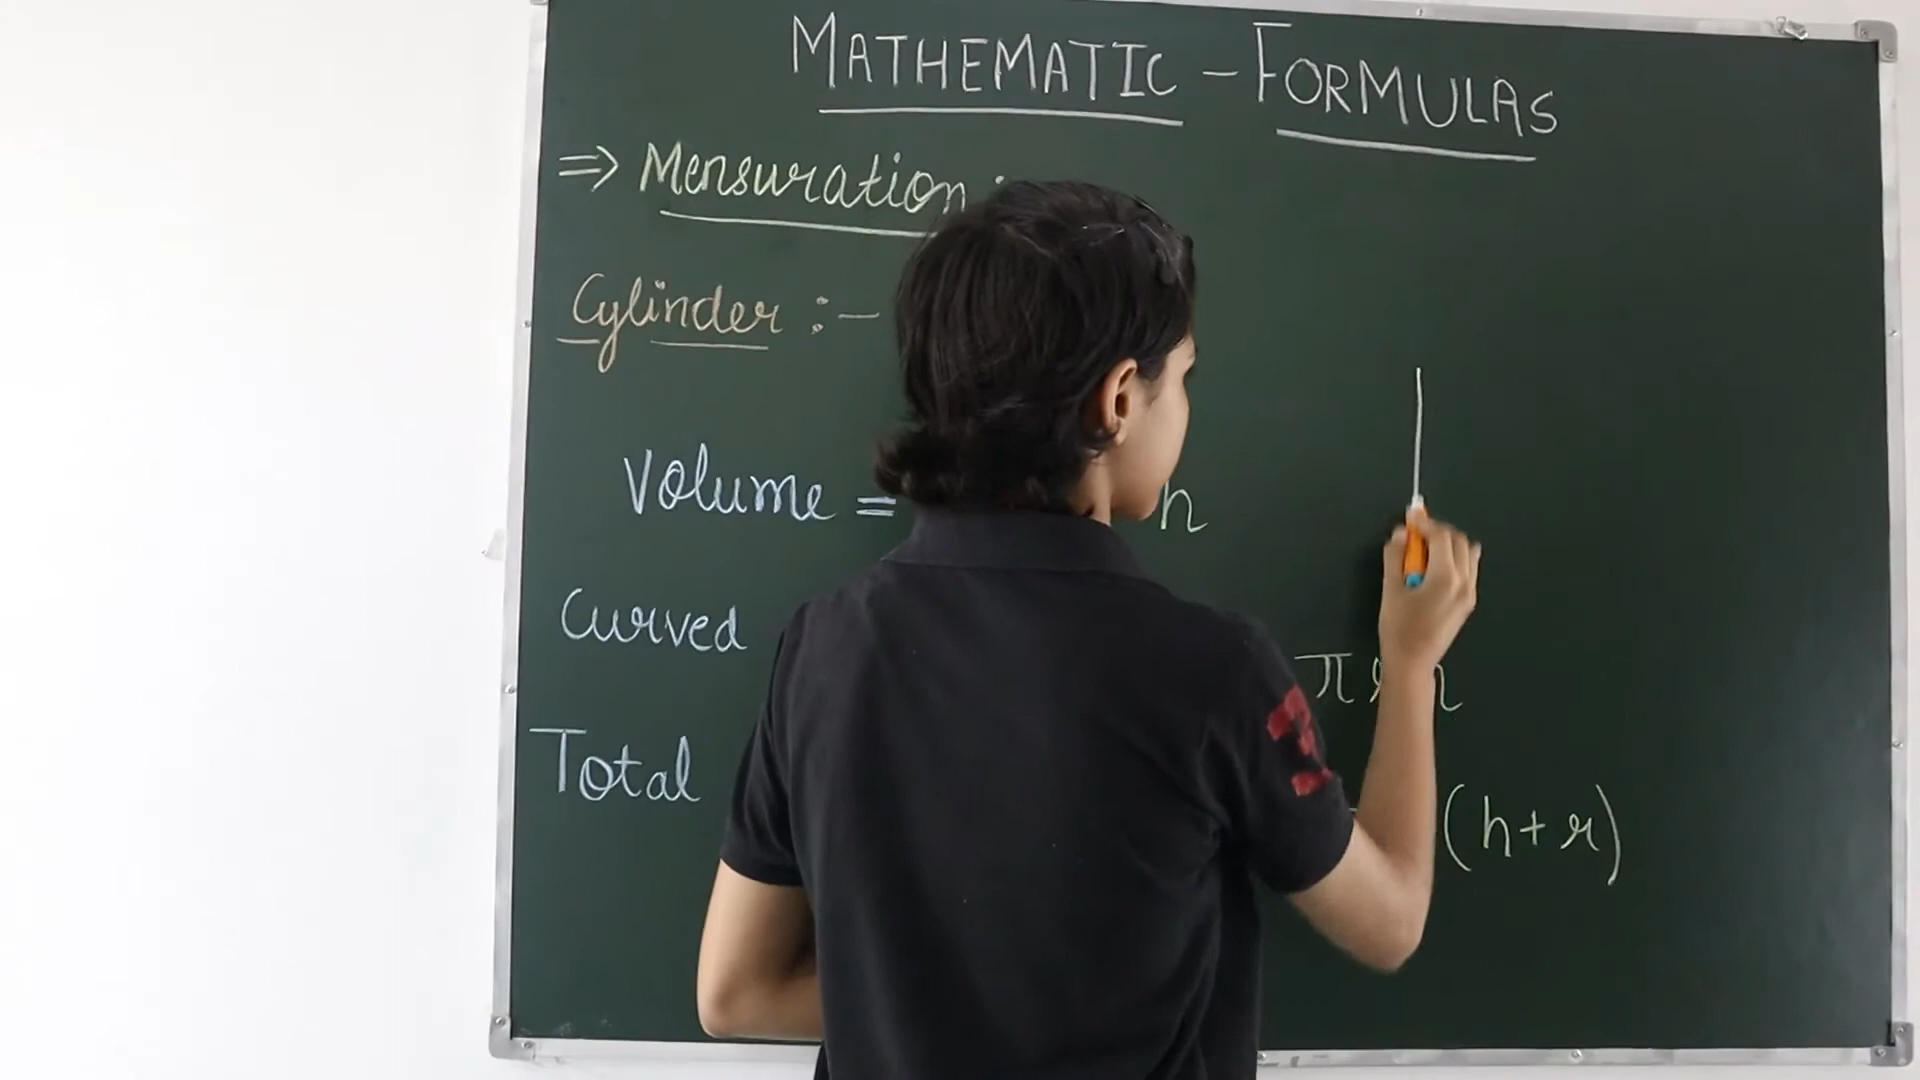 MATHEMATIC - FORMULAS
⇒ Mensuration :
Cylinder : —
Volume = h
Curved π h
Total (h + r)